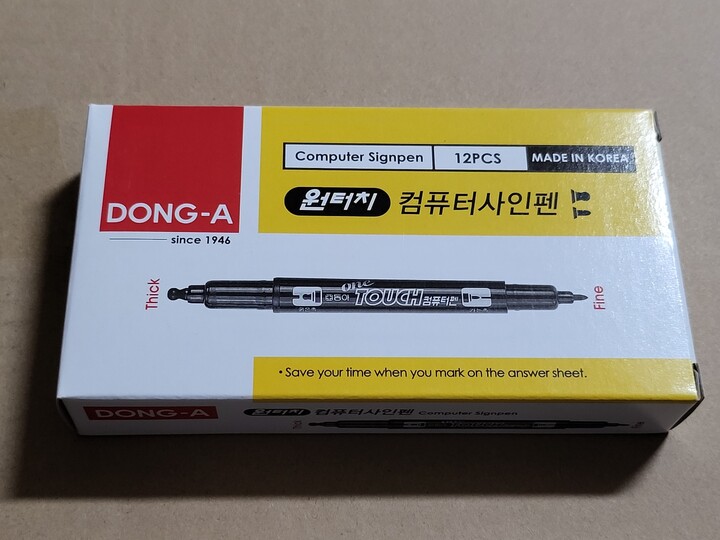 DONG-A
since 1946
Computer Signpen 12PCS MADE IN KOREA
원터치 컴퓨터사인펜
Thick
one
TOUCH 컴퓨터펜
Fine
• Save your time when you mark on the answer sheet.
DONG-A 원터치 컴퓨터사인펜 Computer Signpen